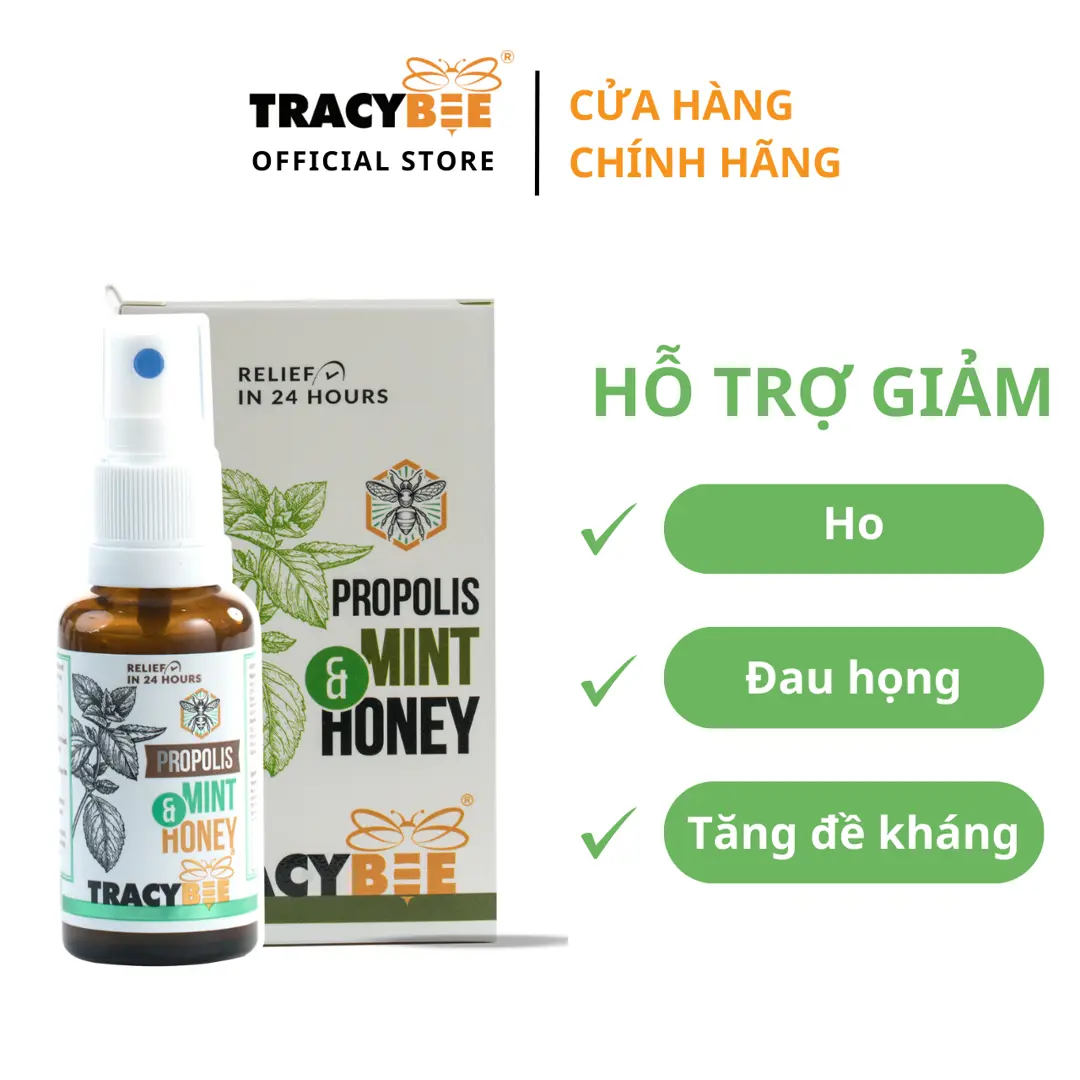 TRACYBEE®
OFFICIAL STORE
CỬA HÀNG
CHÍNH HÃNG
RELIEF
IN 24 HOURS
PROPOLIS
& MINT
HONEY
TRACYBEE
RELIEF
IN 24 HOURS
PROPOLIS
& MINT
HONEY
ACYBEE®
HỖ TRỢ GIẢM
Ho
Đau họng
Tăng đề kháng